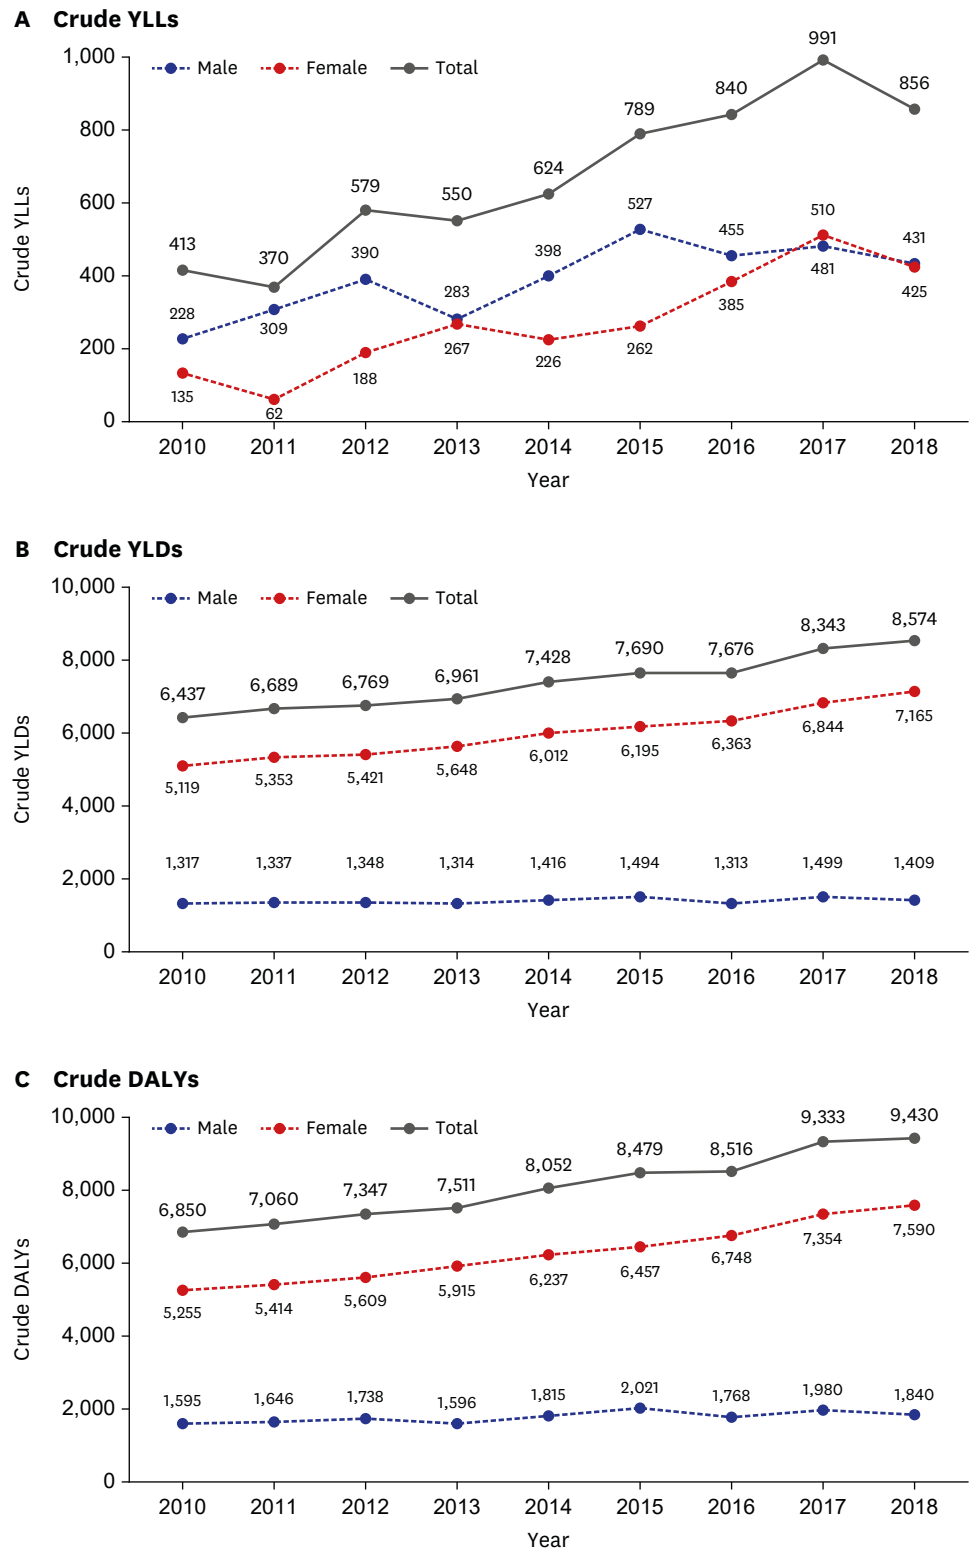 A Crude YLLs
1,000
800
600
400
200
0
Crude YLLs
Male Female Total
413 370 579 550 624 789 840 991 856
228 309 390 283 398 527 455 481 431
135 62 188 267 226 262 385 510 425
2010 2011 2012 2013 2014 2015 2016 2017 2018
Year
B Crude YLDs
10,000
8,000
6,000
4,000
2,000
0
Crude YLDs
Male Female Total
6,437 6,689 6,769 6,961 7,428 7,690 7,676 8,343 8,574
5,119 5,353 5,421 5,648 6,012 6,195 6,363 6,844 7,165
1,317 1,337 1,348 1,314 1,416 1,494 1,313 1,499 1,409
2010 2011 2012 2013 2014 2015 2016 2017 2018
Year
C Crude DALYs
10,000
8,000
6,000
4,000
2,000
0
Crude DALYs
Male Female Total
6,850 7,060 7,347 7,511 8,052 8,479 8,516 9,333 9,430
5,255 5,414 5,609 5,915 6,237 6,457 6,748 7,354 7,590
1,595 1,646 1,738 1,596 1,815 2,021 1,768 1,980 1,840
2010 2011 2012 2013 2014 2015 2016 2017 2018
Year